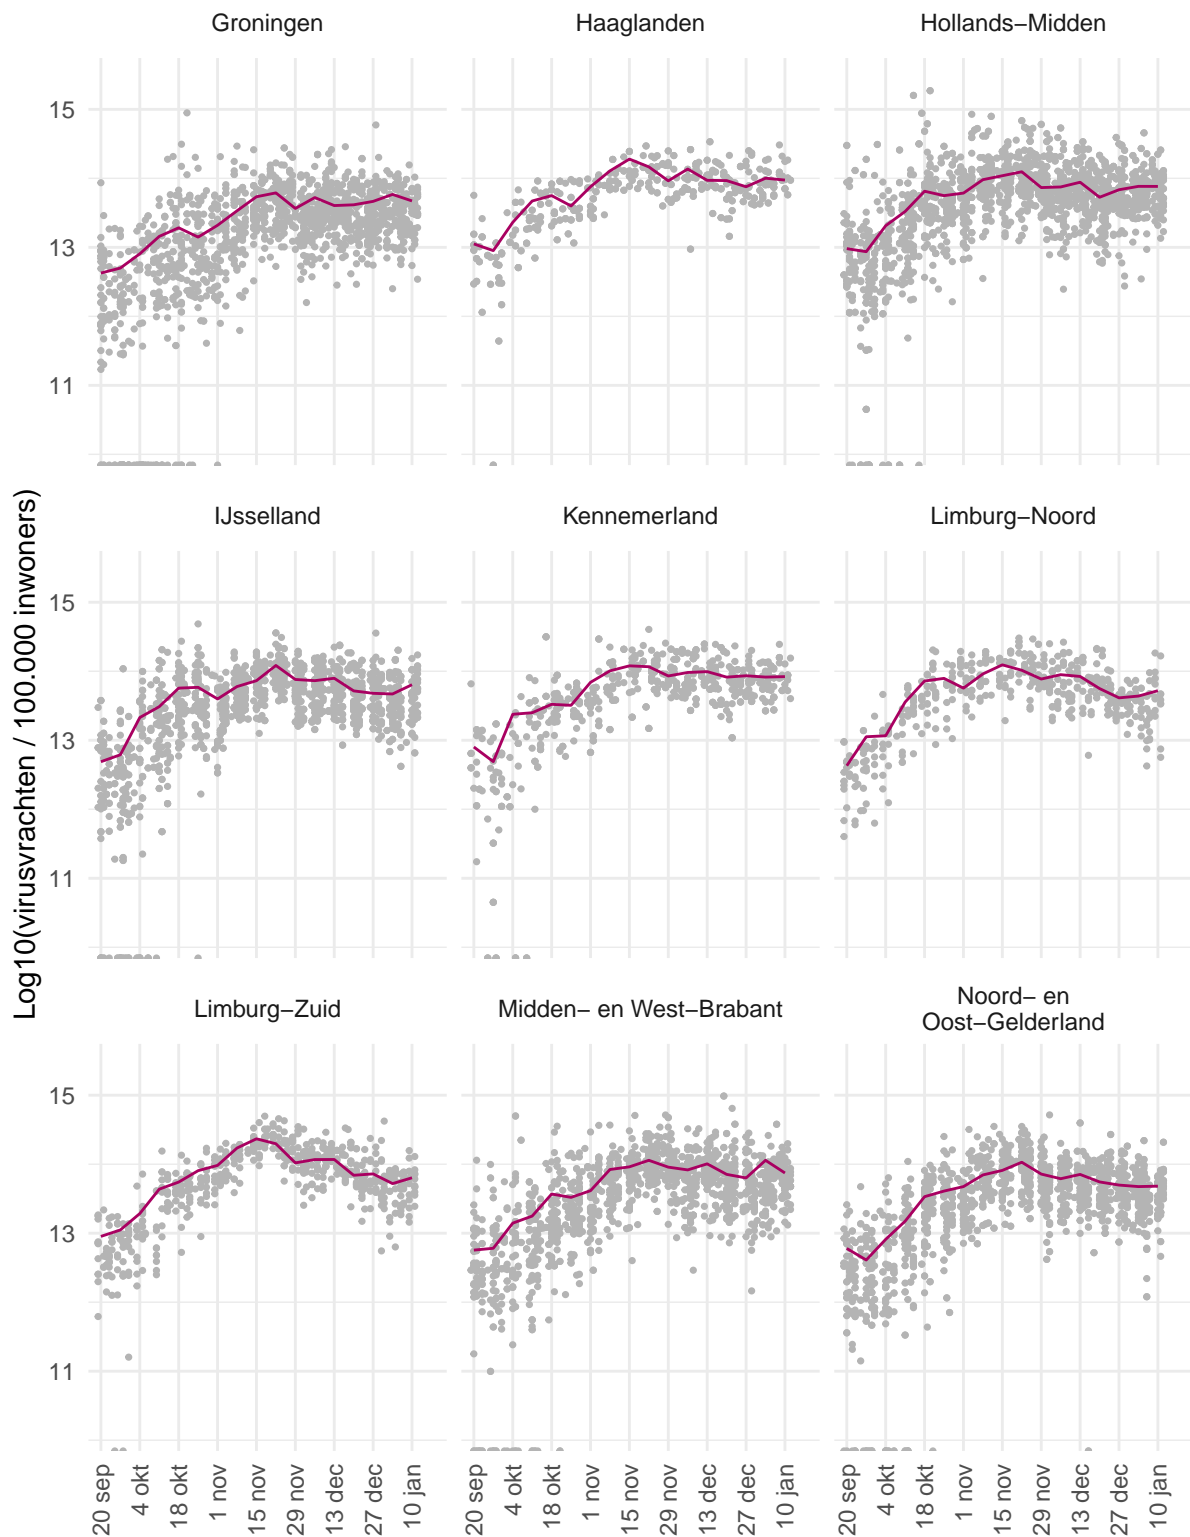 Groningen
Haaglanden
Hollands−Midden
15
13
11
IJsselland
Kennemerland
Limburg−Noord
15
13
11
Log10(virusvrachten / 100.000 inwoners)
Limburg−Zuid
Midden− en West−Brabant
Noord− en
Oost−Gelderland
15
13
11
20 sep
4 okt
18 okt
1 nov
15 nov
29 nov
13 dec
27 dec
10 jan
20 sep
4 okt
18 okt
1 nov
15 nov
29 nov
13 dec
27 dec
10 jan
20 sep
4 okt
18 okt
1 nov
15 nov
29 nov
13 dec
27 dec
10 jan